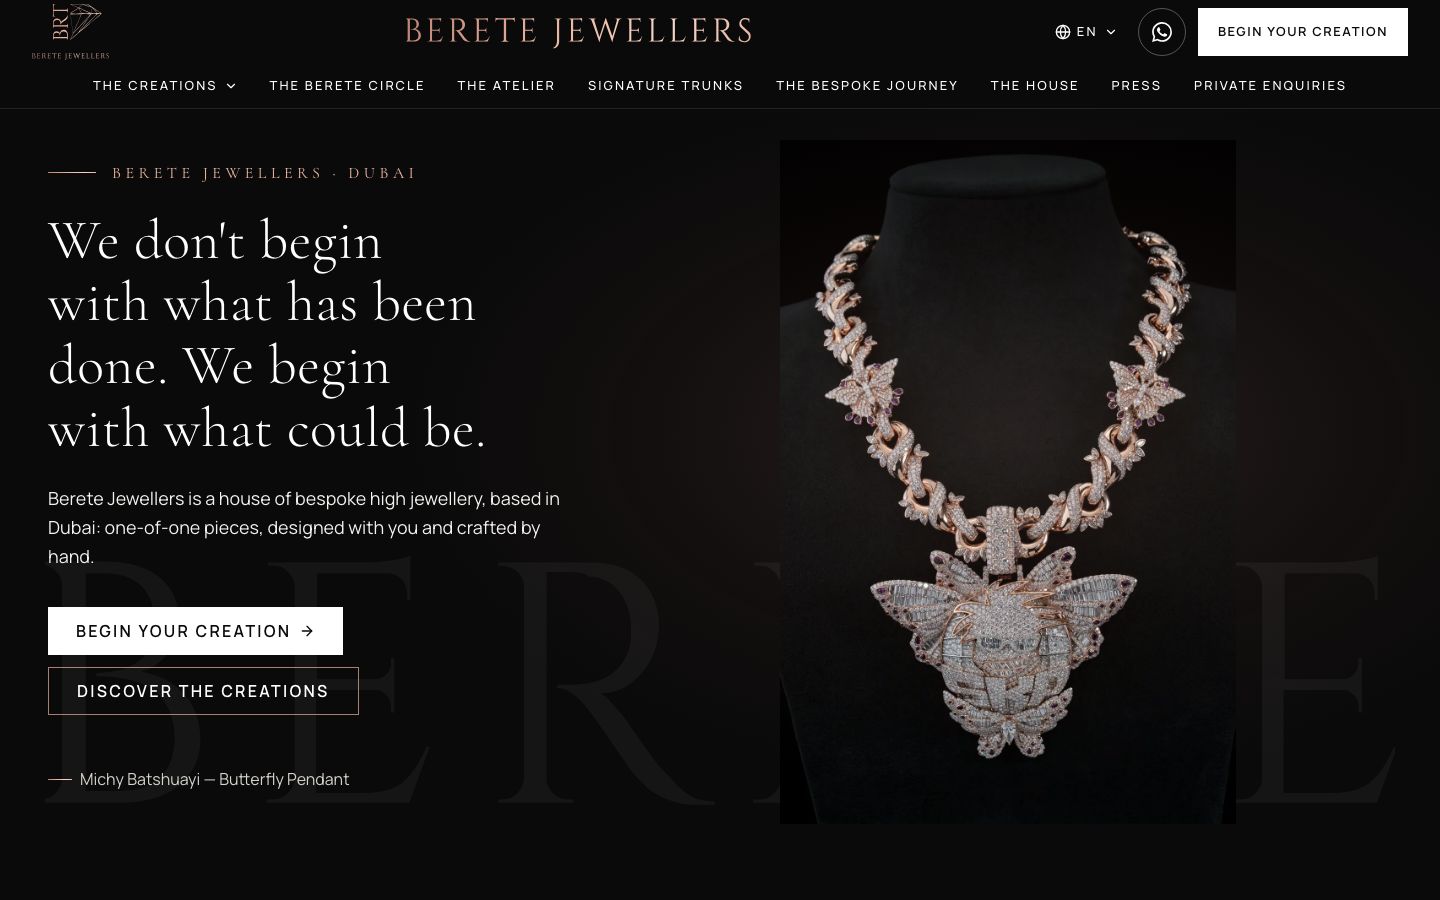 BRT
BERETE JEWELLERS
BERETE JEWELLERS
EN
BEGIN YOUR CREATION
THE CREATIONS
THE BERETE CIRCLE
THE ATELIER
SIGNATURE TRUNKS
THE BESPOKE JOURNEY
THE HOUSE
PRESS
PRIVATE ENQUIRIES
BERETE JEWELLERS · DUBAI
We don't begin
with what has been
done. We begin
with what could be.
Berete Jewellers is a house of bespoke high jewellery, based in
Dubai: one-of-one pieces, designed with you and crafted by
hand.
BEGIN YOUR CREATION →
DISCOVER THE CREATIONS
Michy Batshuayi — Butterfly Pendant